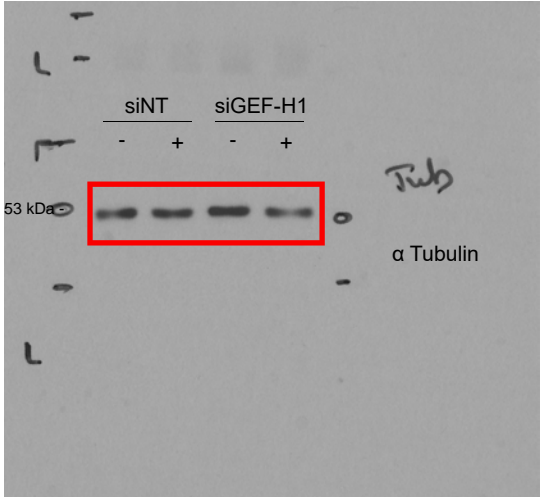 L
siNT siGEF-H1
- + - +
Tub
53 kDa -
α Tubulin
L